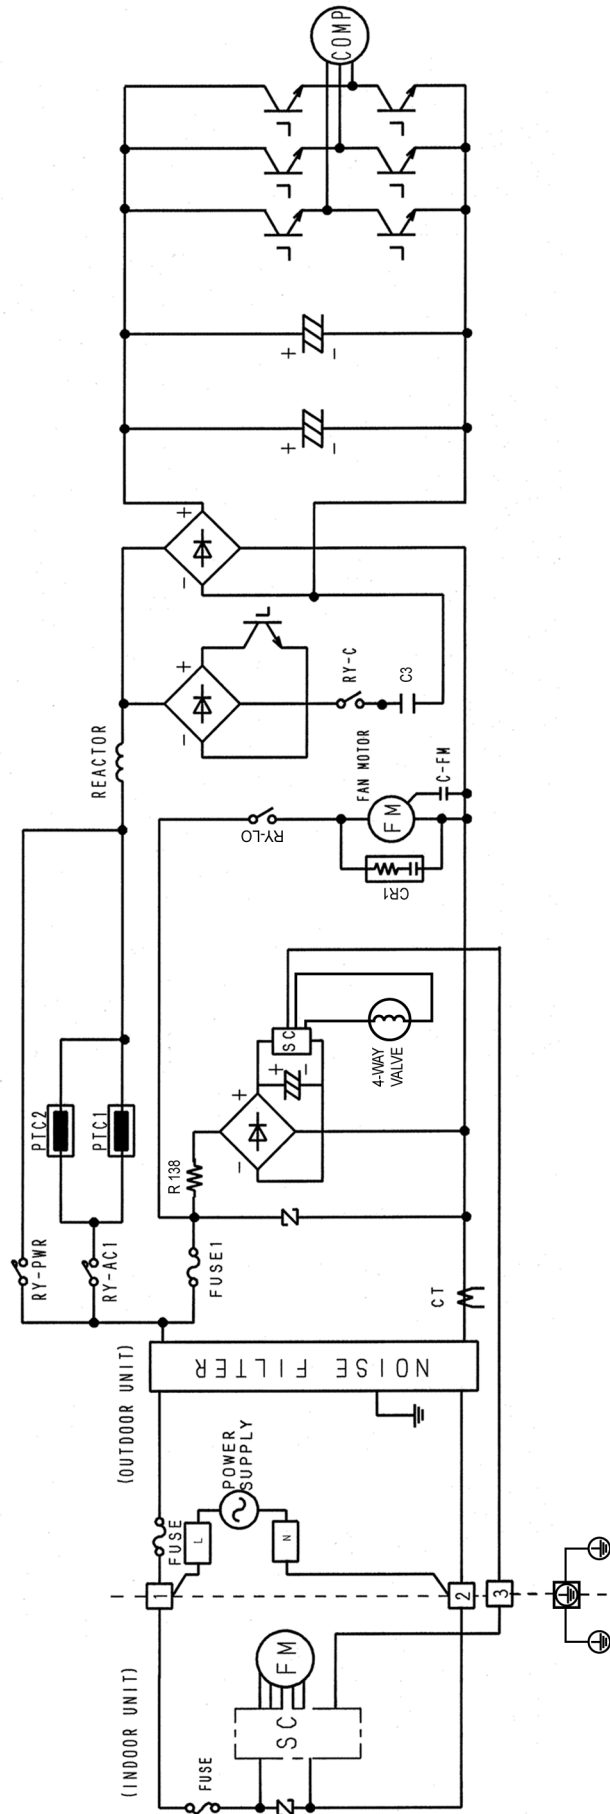 COMP
+
−
+
−
+
−
+
−
RY-C
C3
REACTOR
FAN MOTOR
C-FM
FM
RY-LO
CR1
SC
+
−
4-WAY
VALVE
+
−
R 138
PTC2
PTC1
RY-PWR
RY-AC1
FUSE1
CT
NOISE FILTER
(OUTDOOR UNIT)
POWER
SUPPLY
FUSE
L
N
1
2
3
(INDOOR UNIT)
FM
SC
FUSE